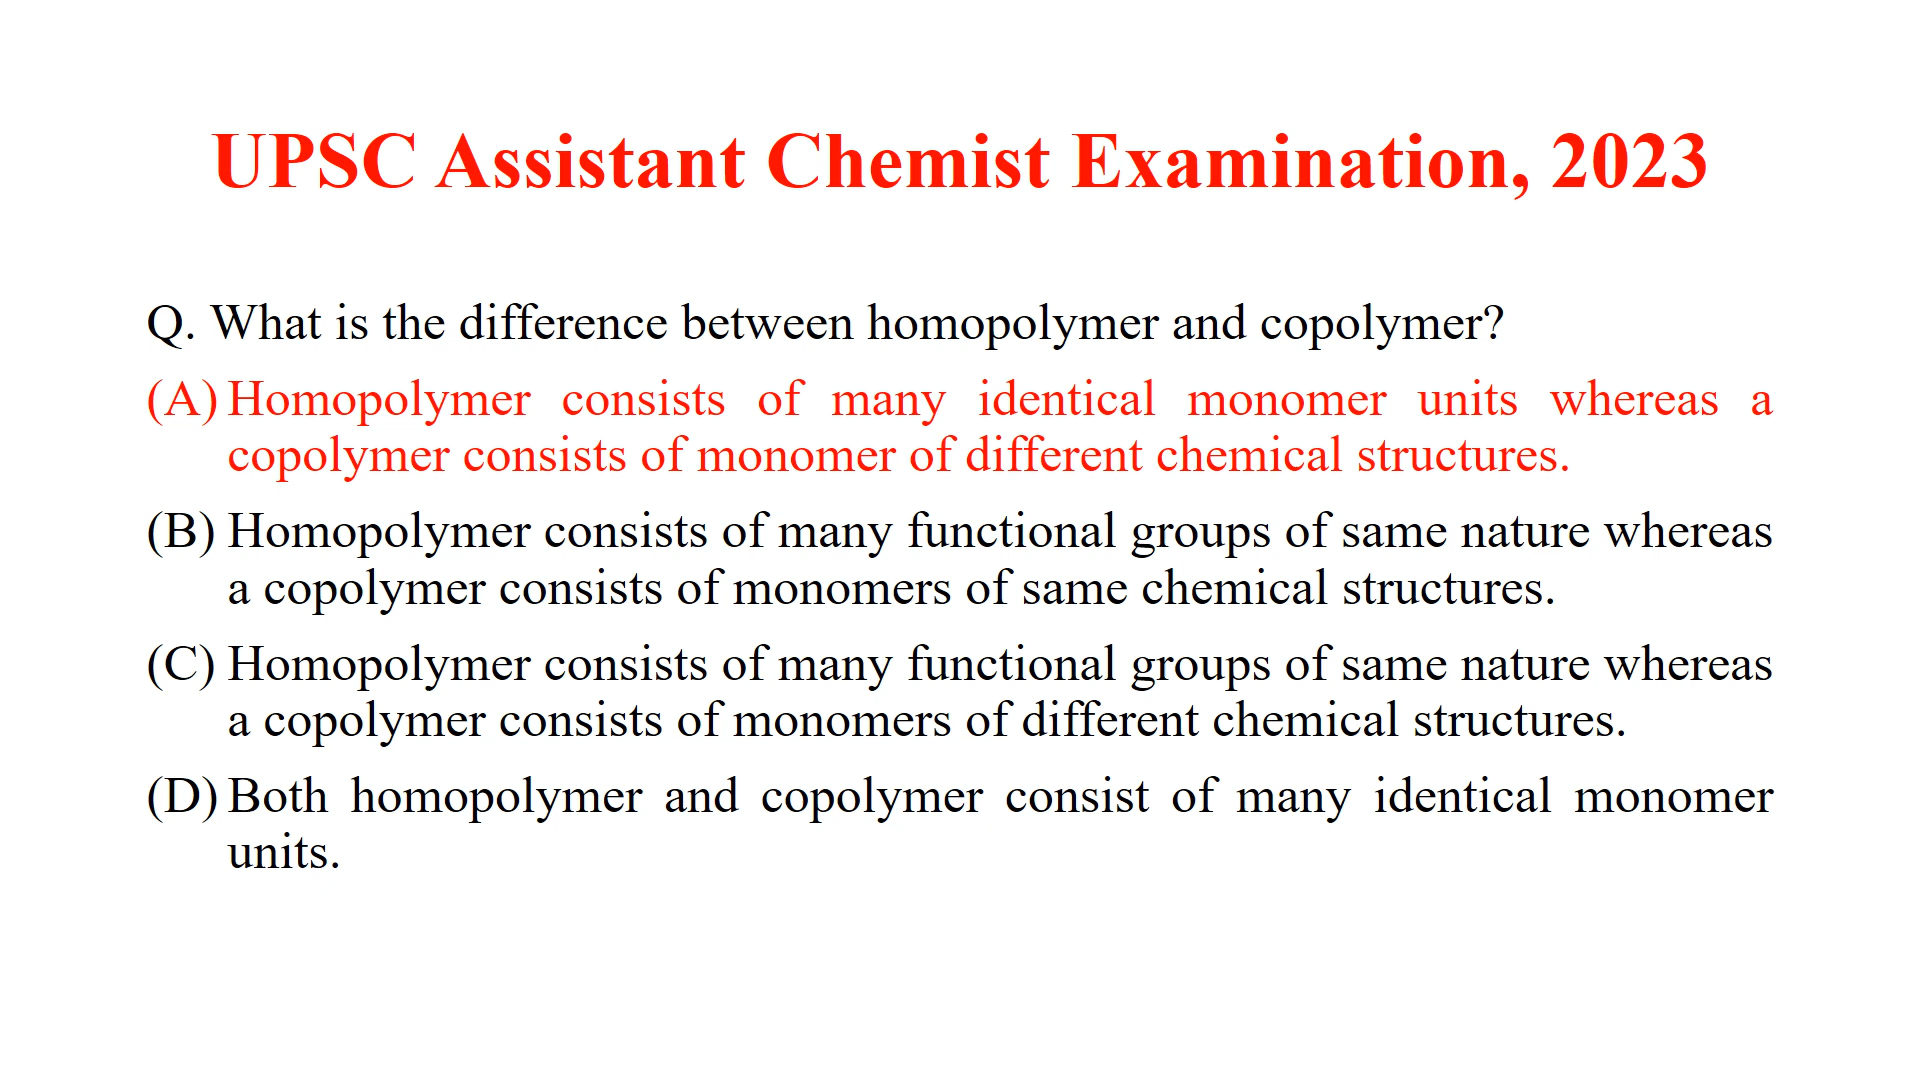 UPSC Assistant Chemist Examination, 2023
Q. What is the difference between homopolymer and copolymer?
(A) Homopolymer consists of many identical monomer units whereas a
copolymer consists of monomer of different chemical structures.
(B) Homopolymer consists of many functional groups of same nature whereas
a copolymer consists of monomers of same chemical structures.
(C) Homopolymer consists of many functional groups of same nature whereas
a copolymer consists of monomers of different chemical structures.
(D) Both homopolymer and copolymer consist of many identical monomer
units.